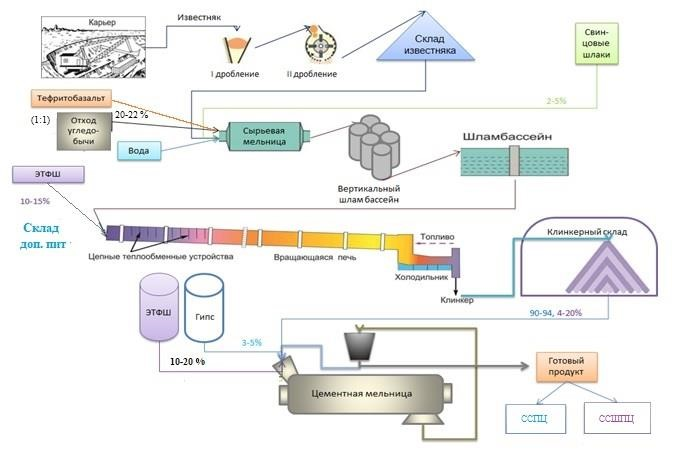 Карьер
Известняк
I дробление
II дробление
Склад
известняка
Свин-
цовые
шлаки
Тефритобазальт
(1:1)
Отход
угледо-
бычи
20-22 %
2-5%
Вода
Сырьевая
мельница
Вертикальный
шлам бассейн
Шламбассейн
ЭТФШ
10-15%
Склад
доп. пит
Цепные теплообменные устройства
Вращающаяся печь
Топливо
Холодильник
Клинкер
Клинкерный склад
90-94, 4-20%
ЭТФШ
Гипс
3-5%
10-20 %
Цементная мельница
Готовый
продукт
ССПЦ
ССШПЦ